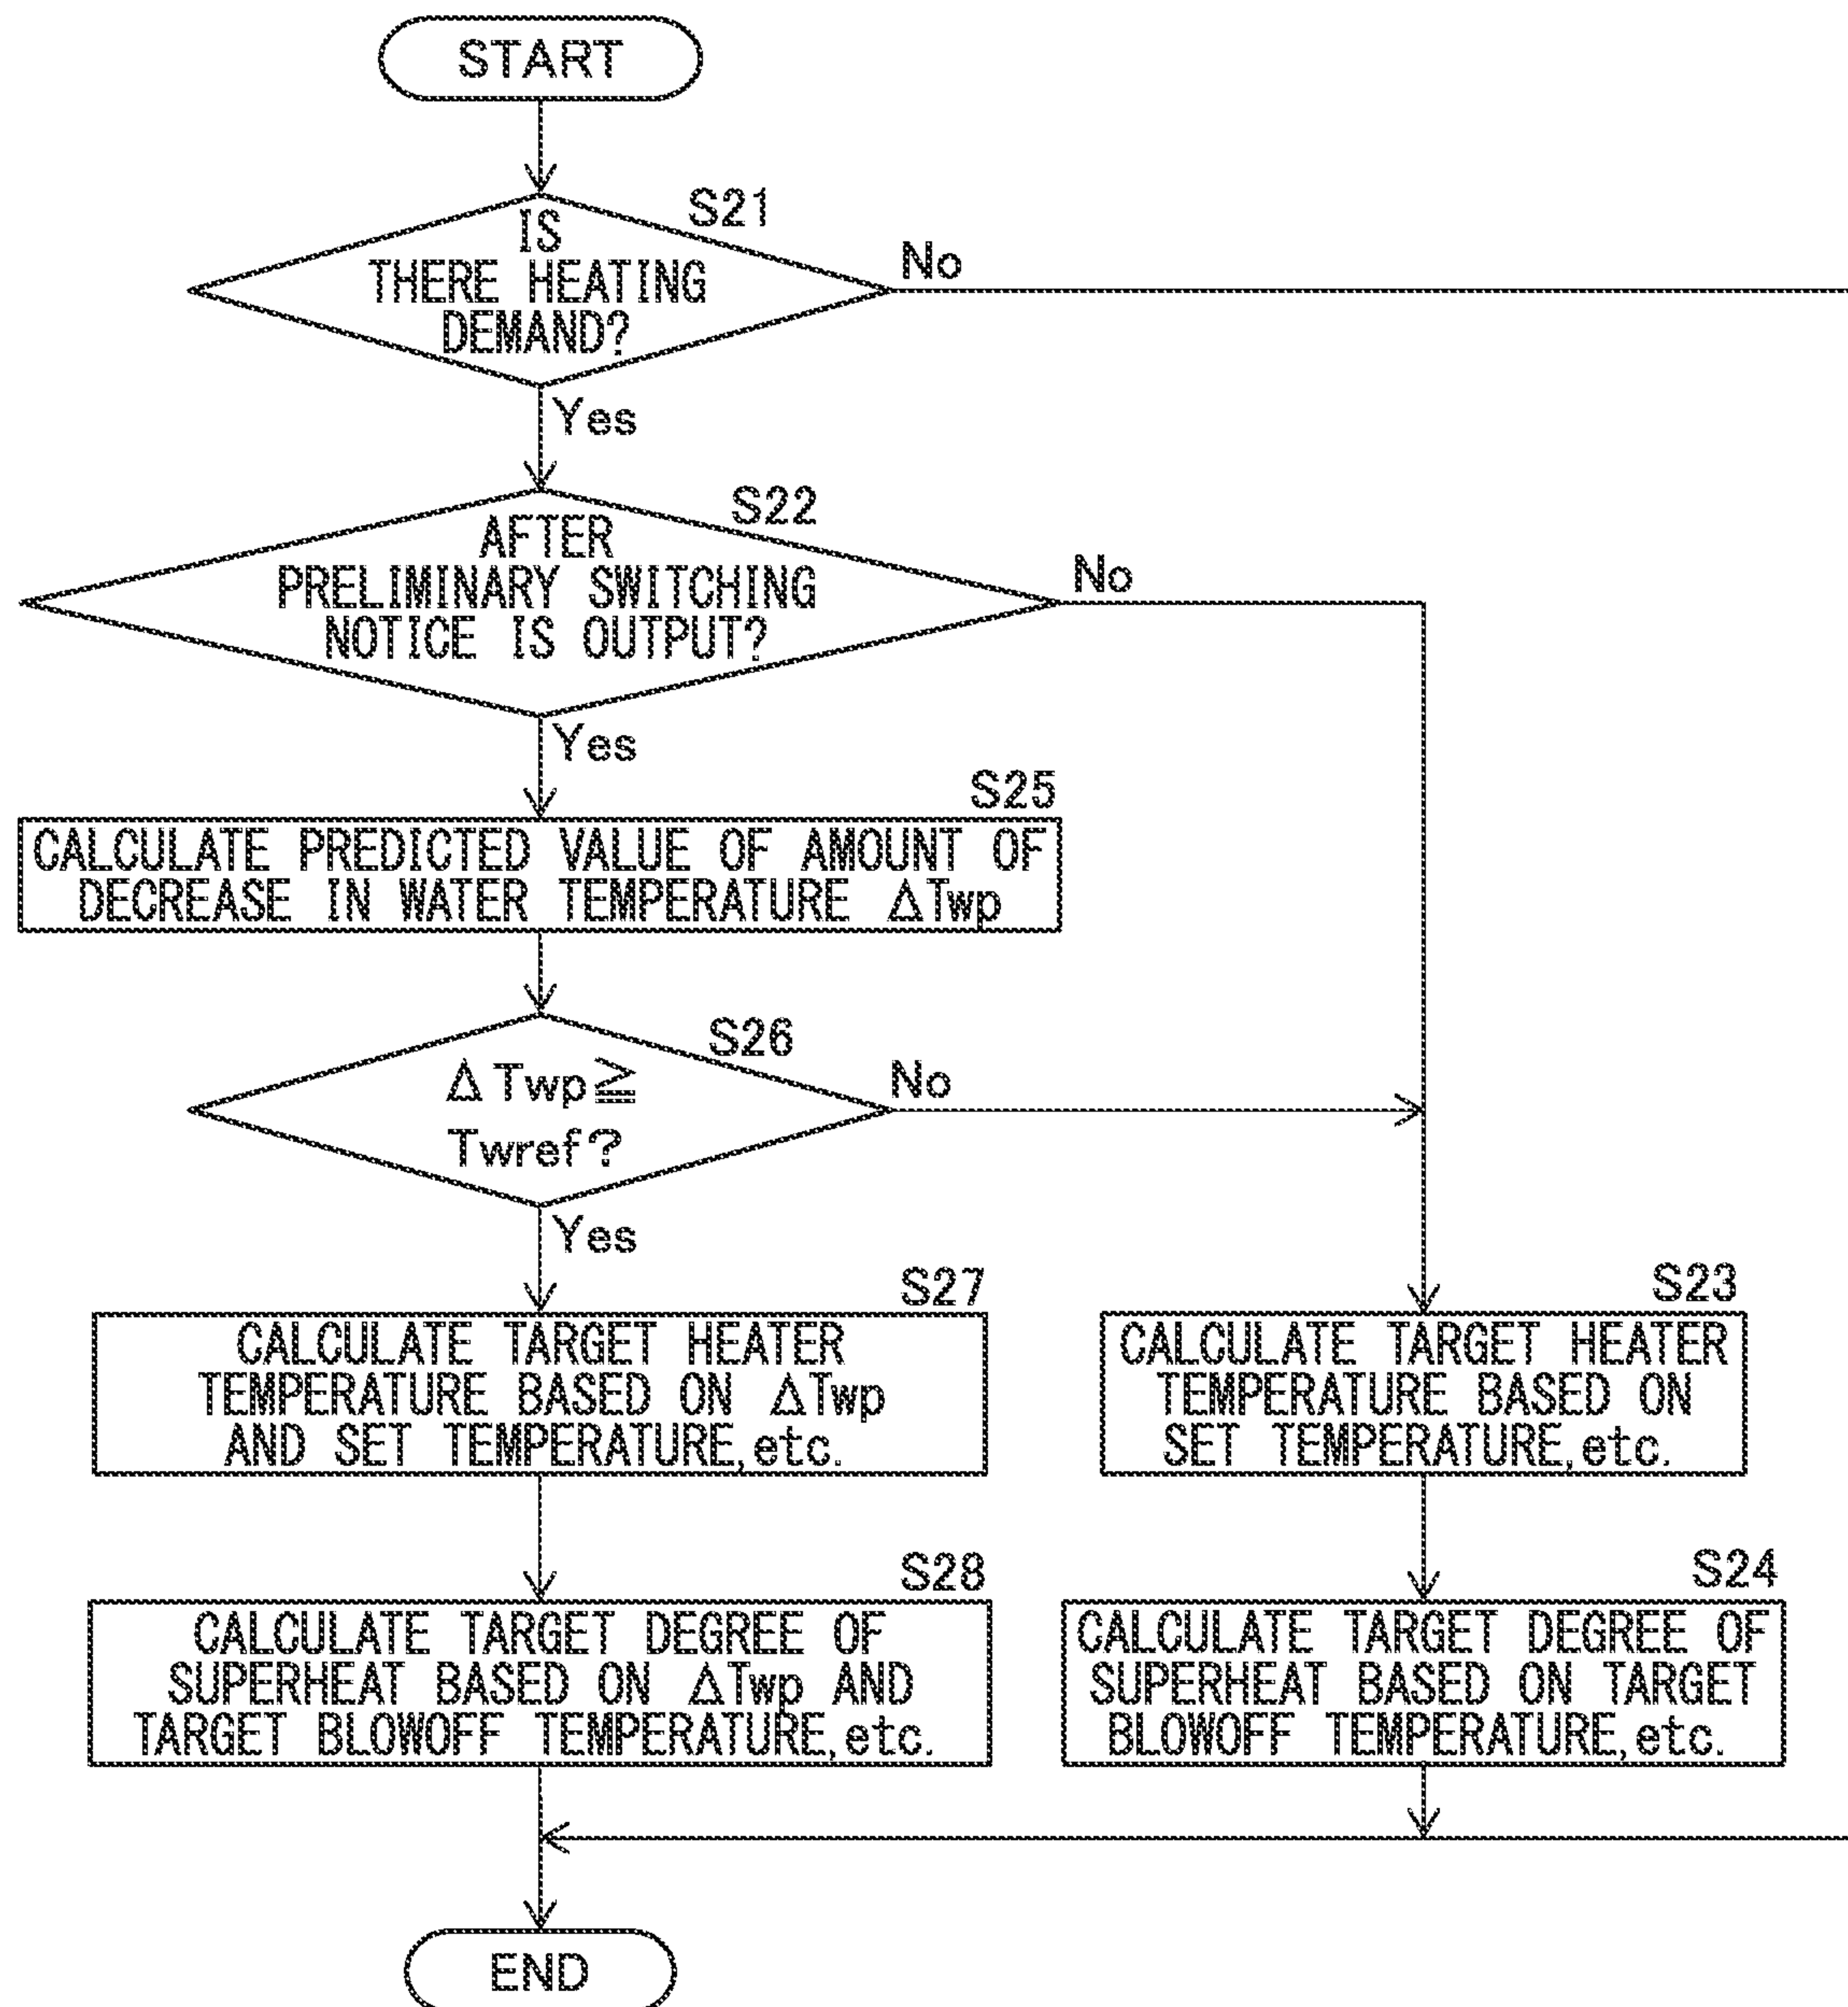 START
S21
IS
THERE HEATING
DEMAND?
No
Yes
S22
AFTER
PRELIMINARY SWITCHING
NOTICE IS OUTPUT?
No
Yes
S25
CALCULATE PREDICTED VALUE OF AMOUNT OF
DECREASE IN WATER TEMPERATURE ΔTwp
S26
ΔTwp≧
Twref?
No
Yes
S27
CALCULATE TARGET HEATER
TEMPERATURE BASED ON ΔTwp
AND SET TEMPERATURE,etc.
S23
CALCULATE TARGET HEATER
TEMPERATURE BASED ON
SET TEMPERATURE,etc.
S28
CALCULATE TARGET DEGREE OF
SUPERHEAT BASED ON ΔTwp AND
TARGET BLOWOFF TEMPERATURE,etc.
S24
CALCULATE TARGET DEGREE OF
SUPERHEAT BASED ON TARGET
BLOWOFF TEMPERATURE,etc.
END